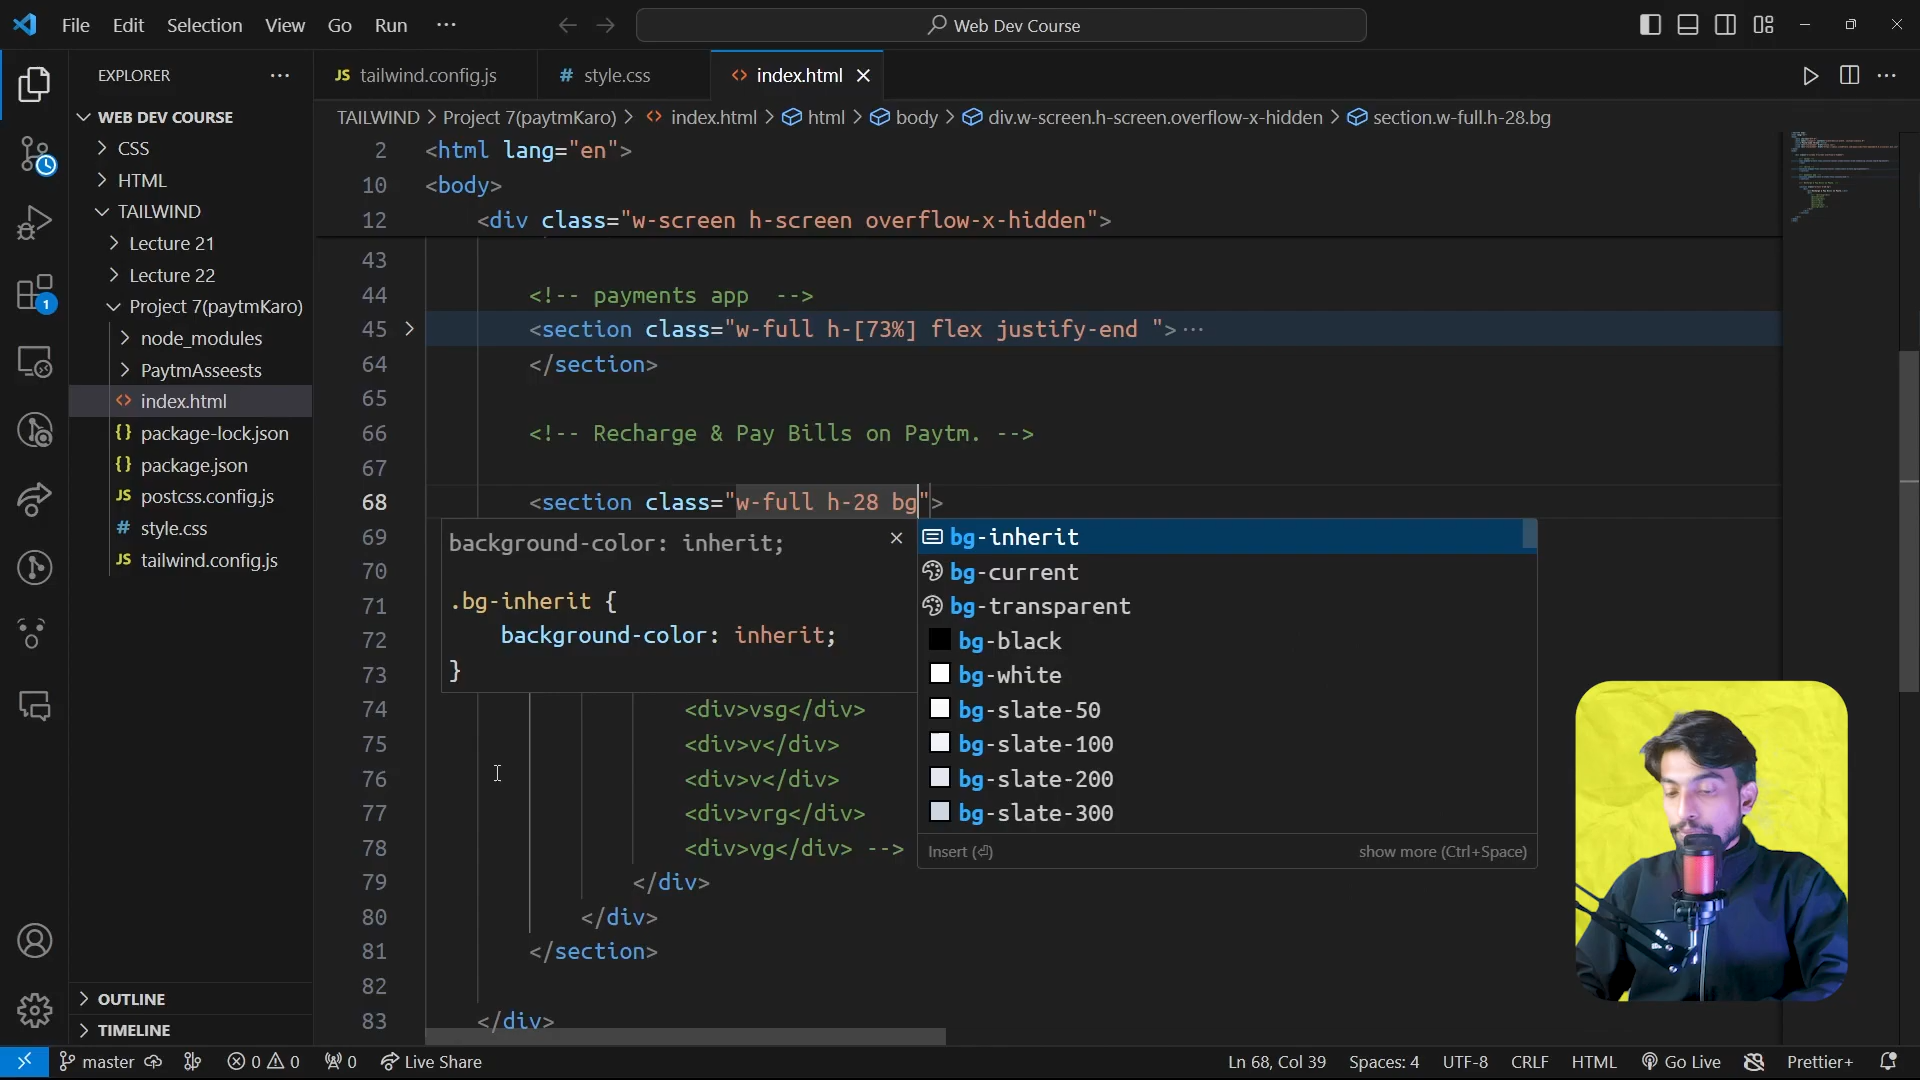 File Edit Selection View Go Run ···
Web Dev Course
EXPLORER
WEB DEV COURSE
CSS
HTML
TAILWIND
Lecture 21
Lecture 22
Project 7(paytmKaro)
node_modules
PaytmAsseests
index.html
package-lock.json
package.json
postcss.config.js
style.css
tailwind.config.js
OUTLINE
TIMELINE
1
JS tailwind.config.js # style.css <> index.html
TAILWIND > Project 7(paytmKaro) > <> index.html > html > body > div.w-screen.h-screen.overflow-x-hidden > section.w-full.h-28.bg
2 <html lang="en">
10 <body>
12 <div class="w-screen h-screen overflow-x-hidden">
43
44 <!-- payments app -->
45 <section class="w-full h-[73%] flex justify-end ">···
64 </section>
65
66 <!-- Recharge & Pay Bills on Paytm. -->
67
68 <section class="w-full h-28 bg">
69
70
71
72
73
74 <div>vsg</div>
75 <div>v</div>
76 <div>v</div>
77 <div>vrg</div>
78 <div>vg</div> -->
79 </div>
80 </div>
81 </section>
82
83 </div>
background-color: inherit;
.bg-inherit {
background-color: inherit;
}
bg-inherit
bg-current
bg-transparent
bg-black
bg-white
bg-slate-50
bg-slate-100
bg-slate-200
bg-slate-300
Insert (⏎) show more (Ctrl+Space)
master 0 0 0 Live Share
Ln 68, Col 39 Spaces: 4 UTF-8 CRLF HTML Go Live Prettier+